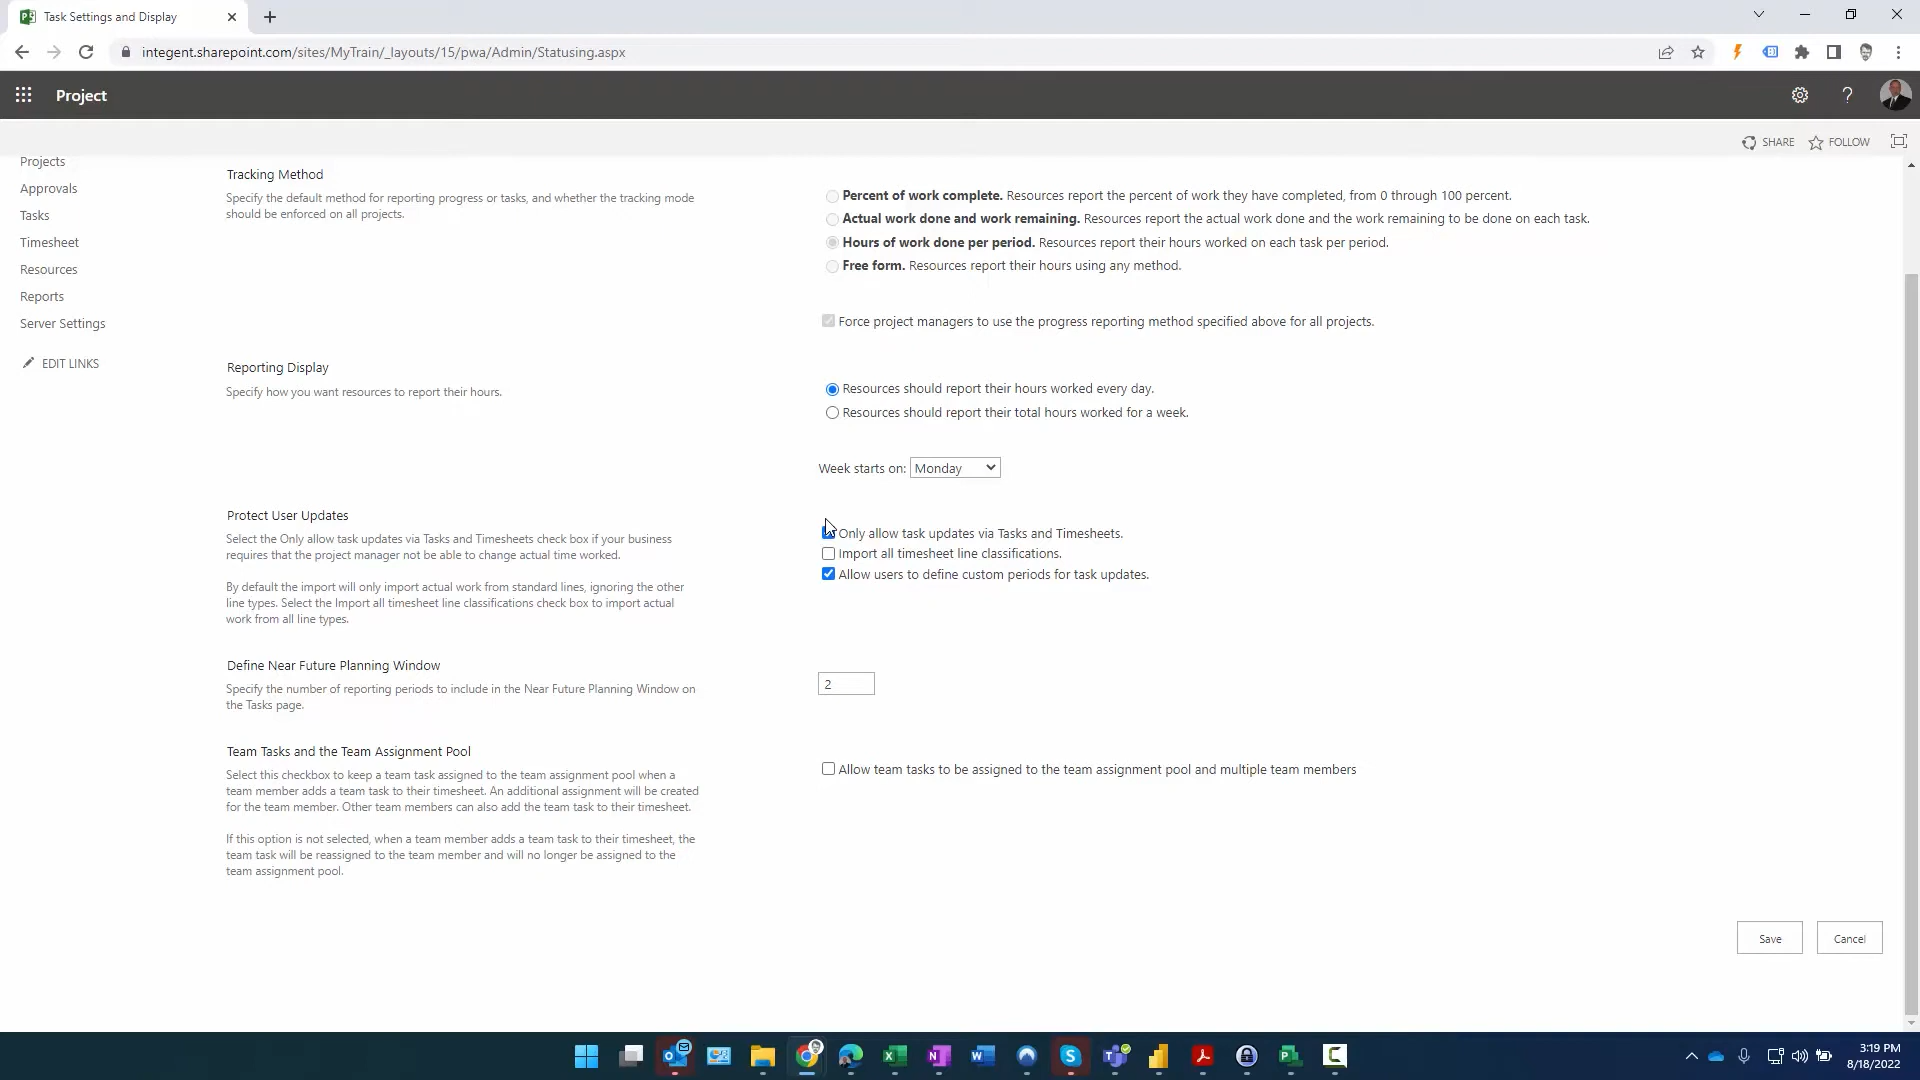 Task Settings and Display
integent.sharepoint.com/sites/MyTrain/_layouts/15/pwa/Admin/Statusing.aspx
Project
SHARE FOLLOW
Projects
Approvals
Tasks
Timesheet
Resources
Reports
Server Settings
EDIT LINKS
Tracking Method
Specify the default method for reporting progress or tasks, and whether the tracking mode
should be enforced on all projects.
Percent of work complete. Resources report the percent of work they have completed, from 0 through 100 percent.
Actual work done and work remaining. Resources report the actual work done and the work remaining to be done on each task.
Hours of work done per period. Resources report their hours worked on each task per period.
Free form. Resources report their hours using any method.
Force project managers to use the progress reporting method specified above for all projects.
Reporting Display
Specify how you want resources to report their hours.
Resources should report their hours worked every day.
Resources should report their total hours worked for a week.
Week starts on: Monday
Protect User Updates
Select the Only allow task updates via Tasks and Timesheets check box if your business
requires that the project manager not be able to change actual time worked.
By default the import will only import actual work from standard lines, ignoring the other
line types. Select the Import all timesheet line classifications check box to import actual
work from all line types.
Only allow task updates via Tasks and Timesheets.
Import all timesheet line classifications.
Allow users to define custom periods for task updates.
Define Near Future Planning Window
Specify the number of reporting periods to include in the Near Future Planning Window on
the Tasks page.
2
Team Tasks and the Team Assignment Pool
Select this checkbox to keep a team task assigned to the team assignment pool when a
team member adds a team task to their timesheet. An additional assignment will be created
for the team member. Other team members can also add the team task to their timesheet.
If this option is not selected, when a team member adds a team task to their timesheet, the
team task will be reassigned to the team member and will no longer be assigned to the
team assignment pool.
Allow team tasks to be assigned to the team assignment pool and multiple team members
Save Cancel
3:19 PM
8/18/2022